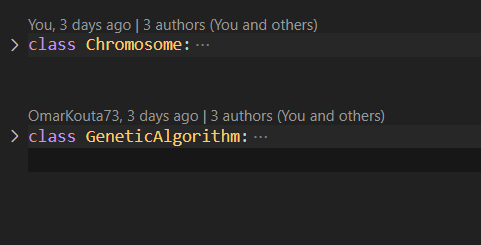 You, 3 days ago | 3 authors (You and others)
class Chromosome: ···
OmarKouta73, 3 days ago | 3 authors (You and others)
class GeneticAlgorithm: ···